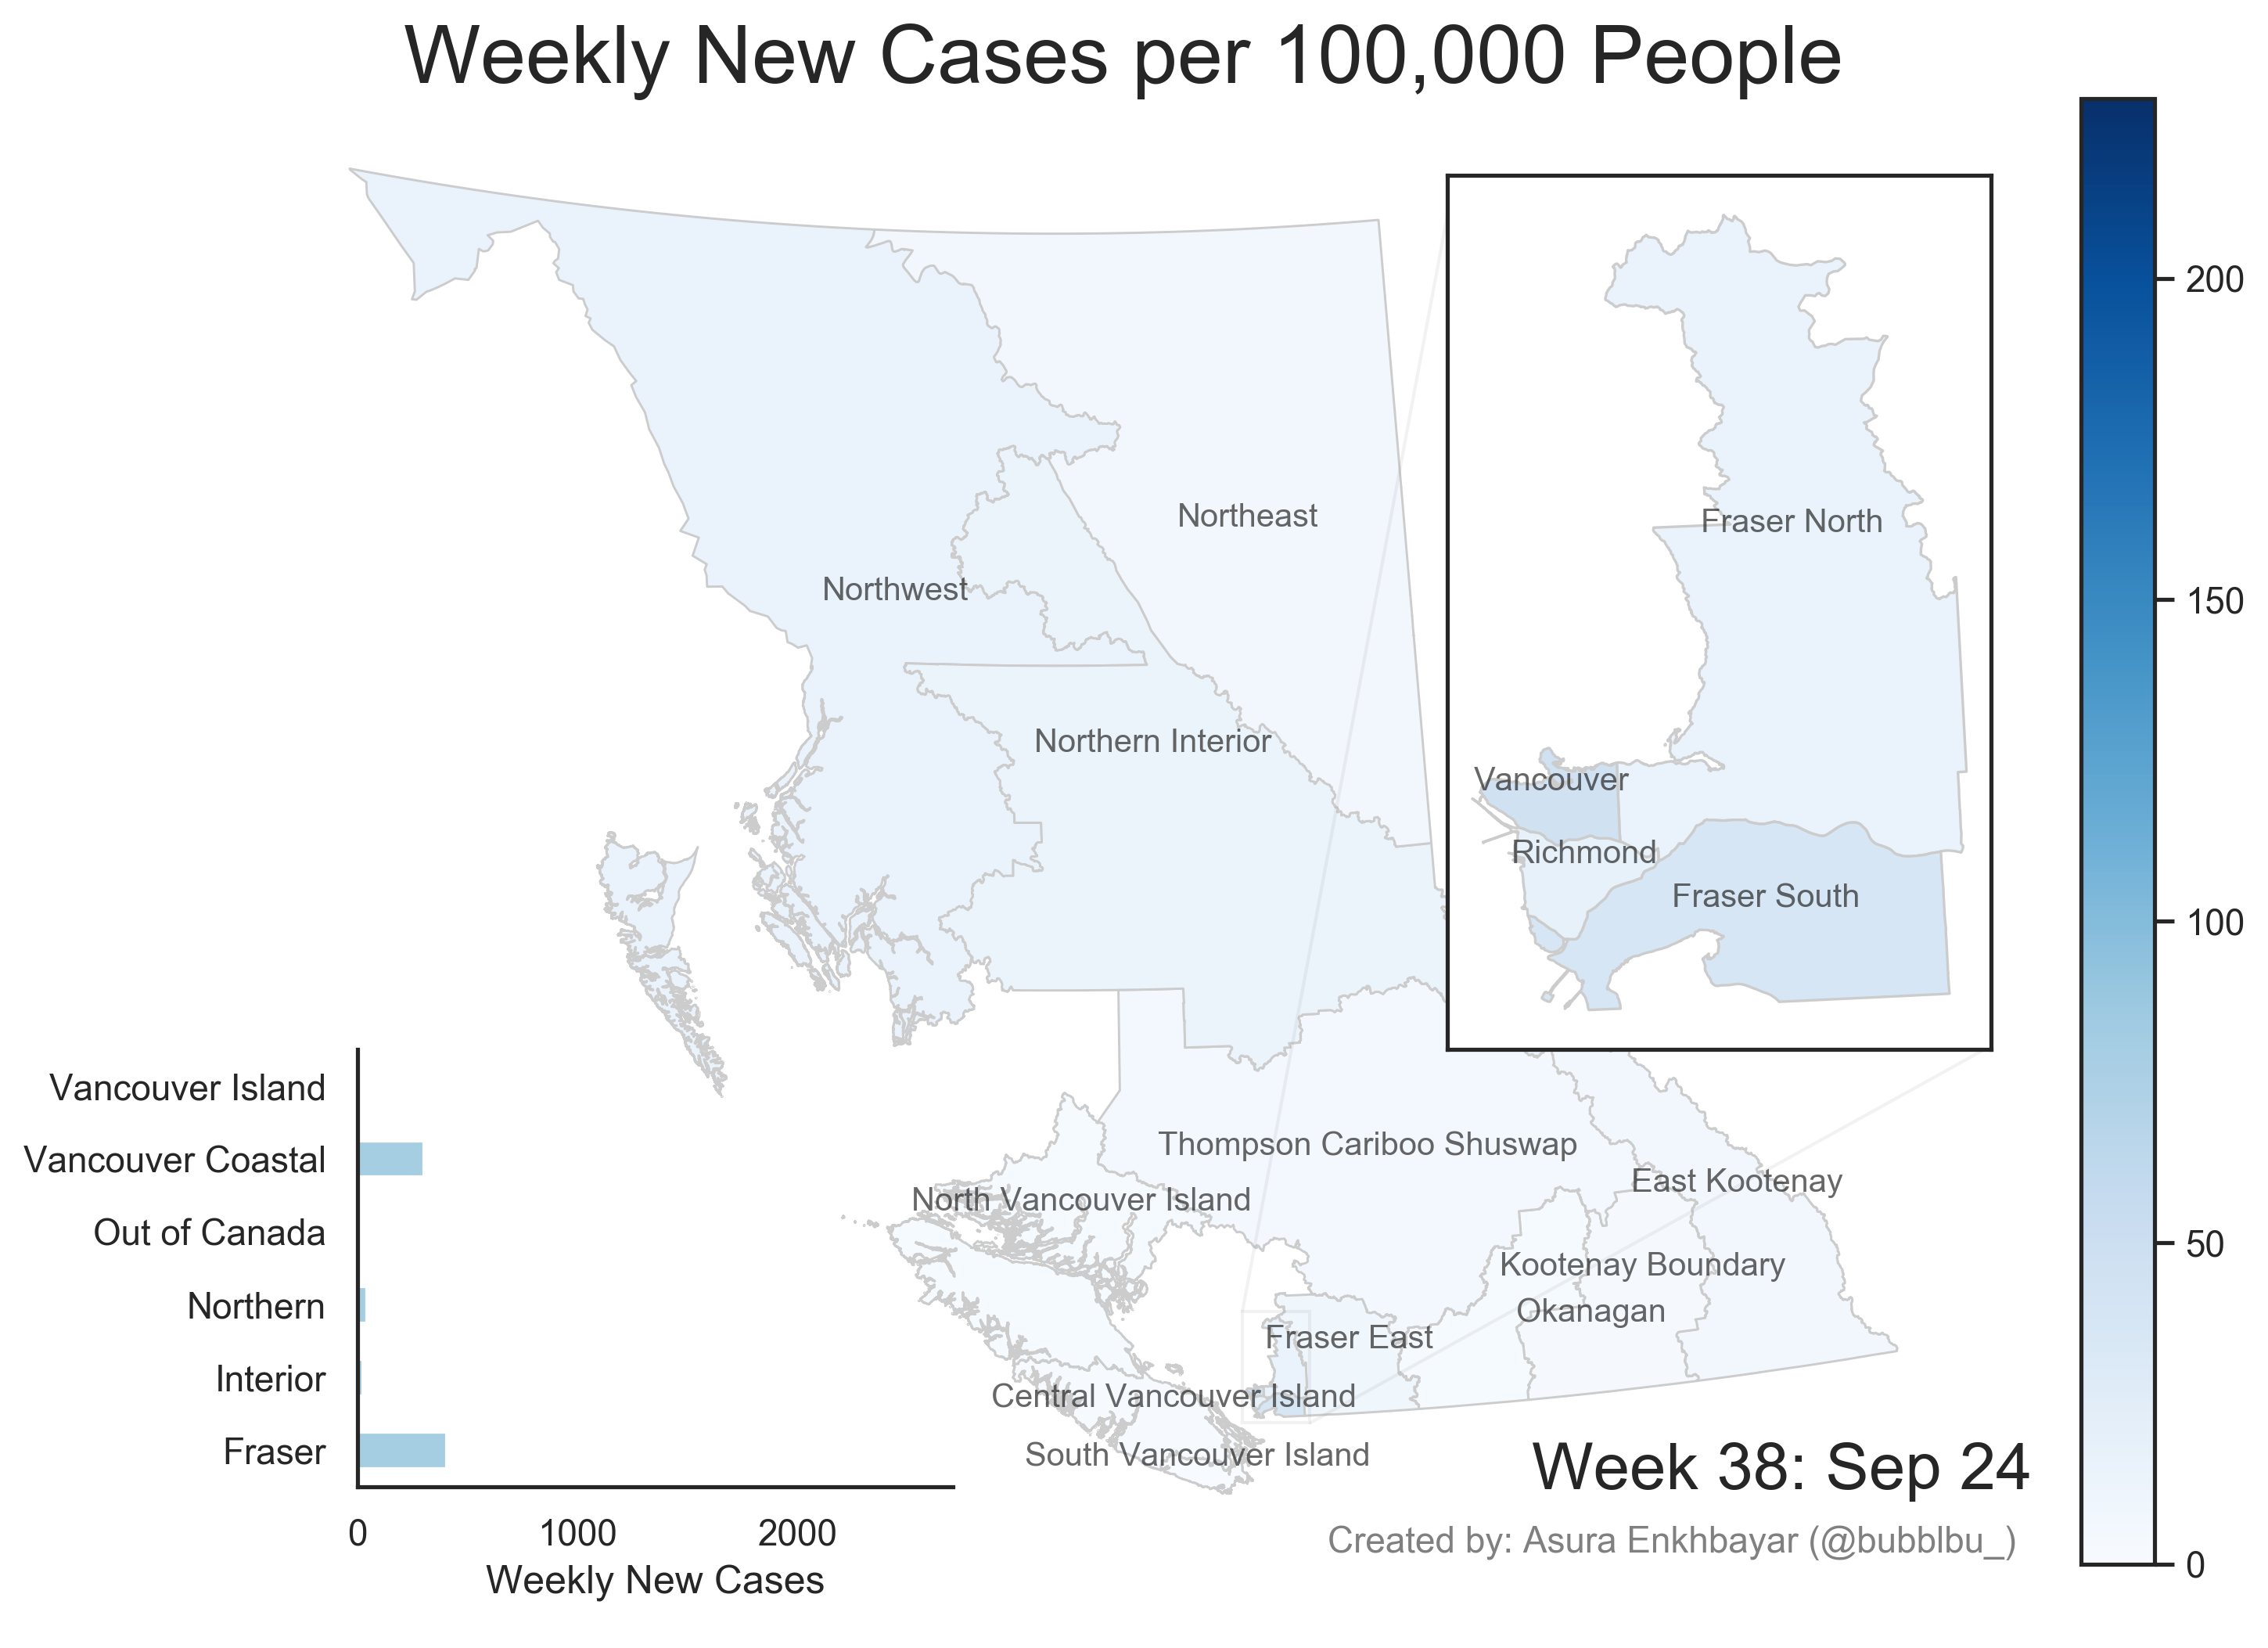 Weekly New Cases per 100,000 People
Northeast
Northwest
Northern Interior
Thompson Cariboo Shuswap
East Kootenay
North Vancouver Island
Kootenay Boundary
Okanagan
Fraser East
Central Vancouver Island
South Vancouver Island
Fraser North
Vancouver
Richmond
Fraser South
200
150
100
50
0
Vancouver Island
Vancouver Coastal
Out of Canada
Northern
Interior
Fraser
0 1000 2000
Weekly New Cases
Week 38: Sep 24
Created by: Asura Enkhbayar (@bubblbu_)